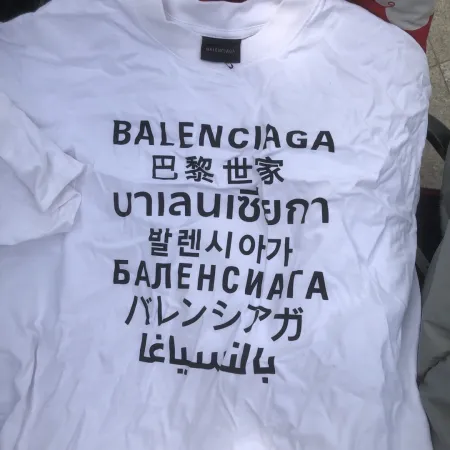 BALENCIAGA
BALENCIAGA
巴黎世家
บาเลนเซียกา
발렌시아가
БАЛЕНСИАГА
バレンシアガ
بالنسياغا